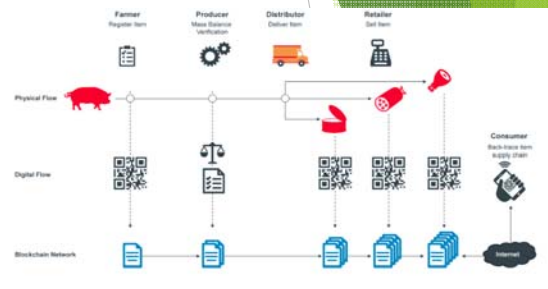 Farmer
Register Item
Producer
Mass Balance
Verification
Distributor
Deliver Item
Retailer
Sell Item
Physical Flow
Consumer
Back-trace item
supply chain
Digital Flow
Blockchain Network
Internet